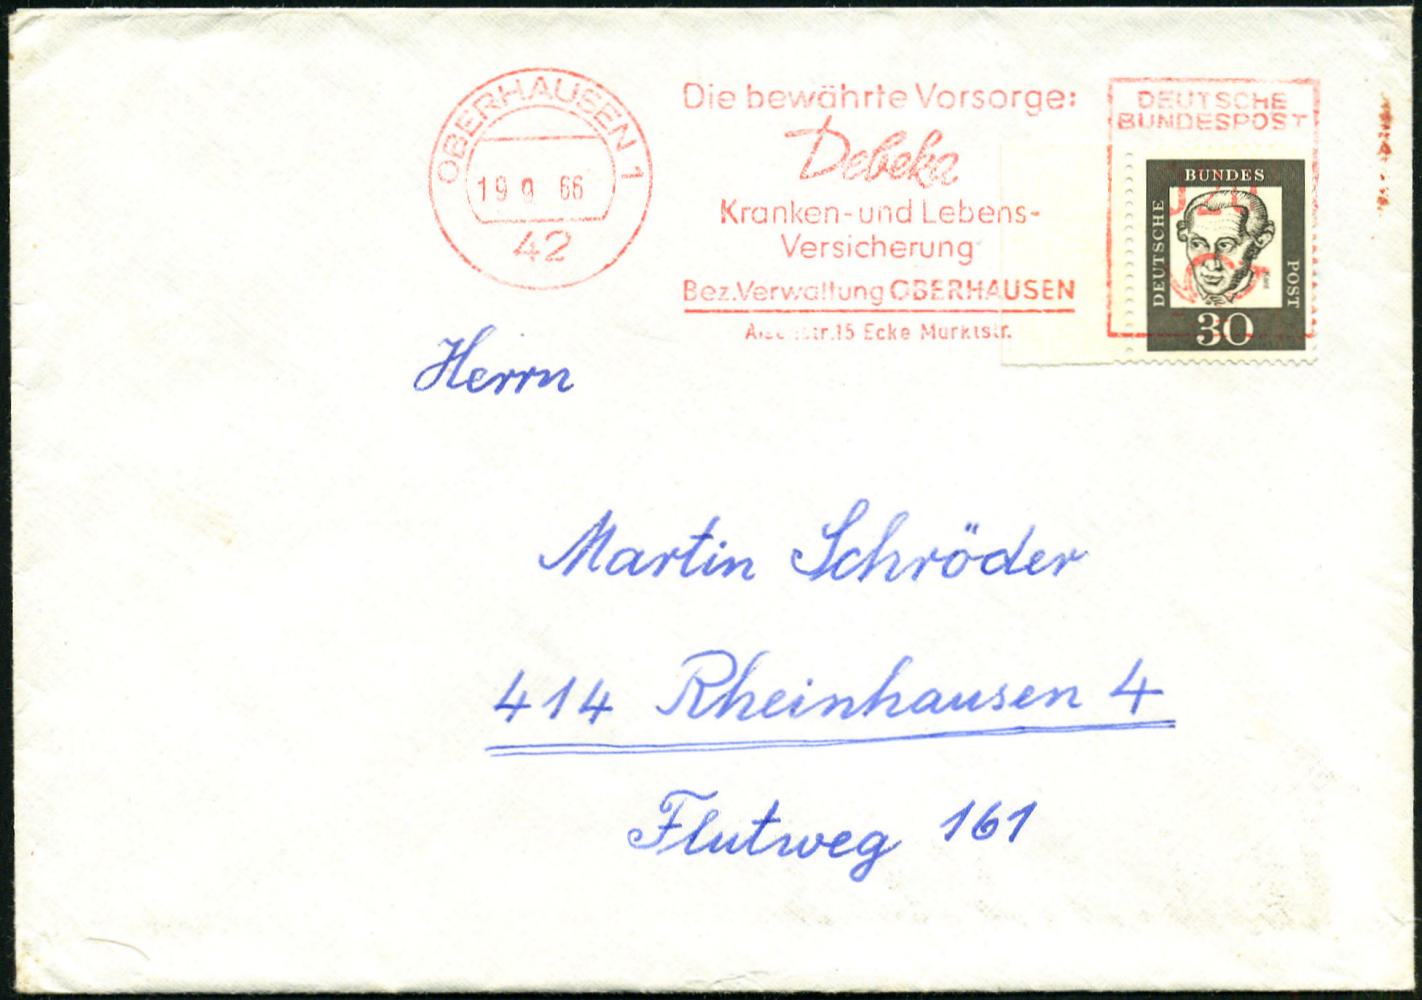 OBERHAUSEN 1
19 9 66
42
Die bewährte Vorsorge:
Debeka
Kranken- und Lebens-
Versicherung
Bez.Verwaltung OBERHAUSEN
15 Ecke Marktstr.
DEUTSCHE
BUNDESPOST
DEUTSCHE
BUNDES
POST
30
Herrn
Martin Schröder
414 Rheinhausen 4
Flutweg 161